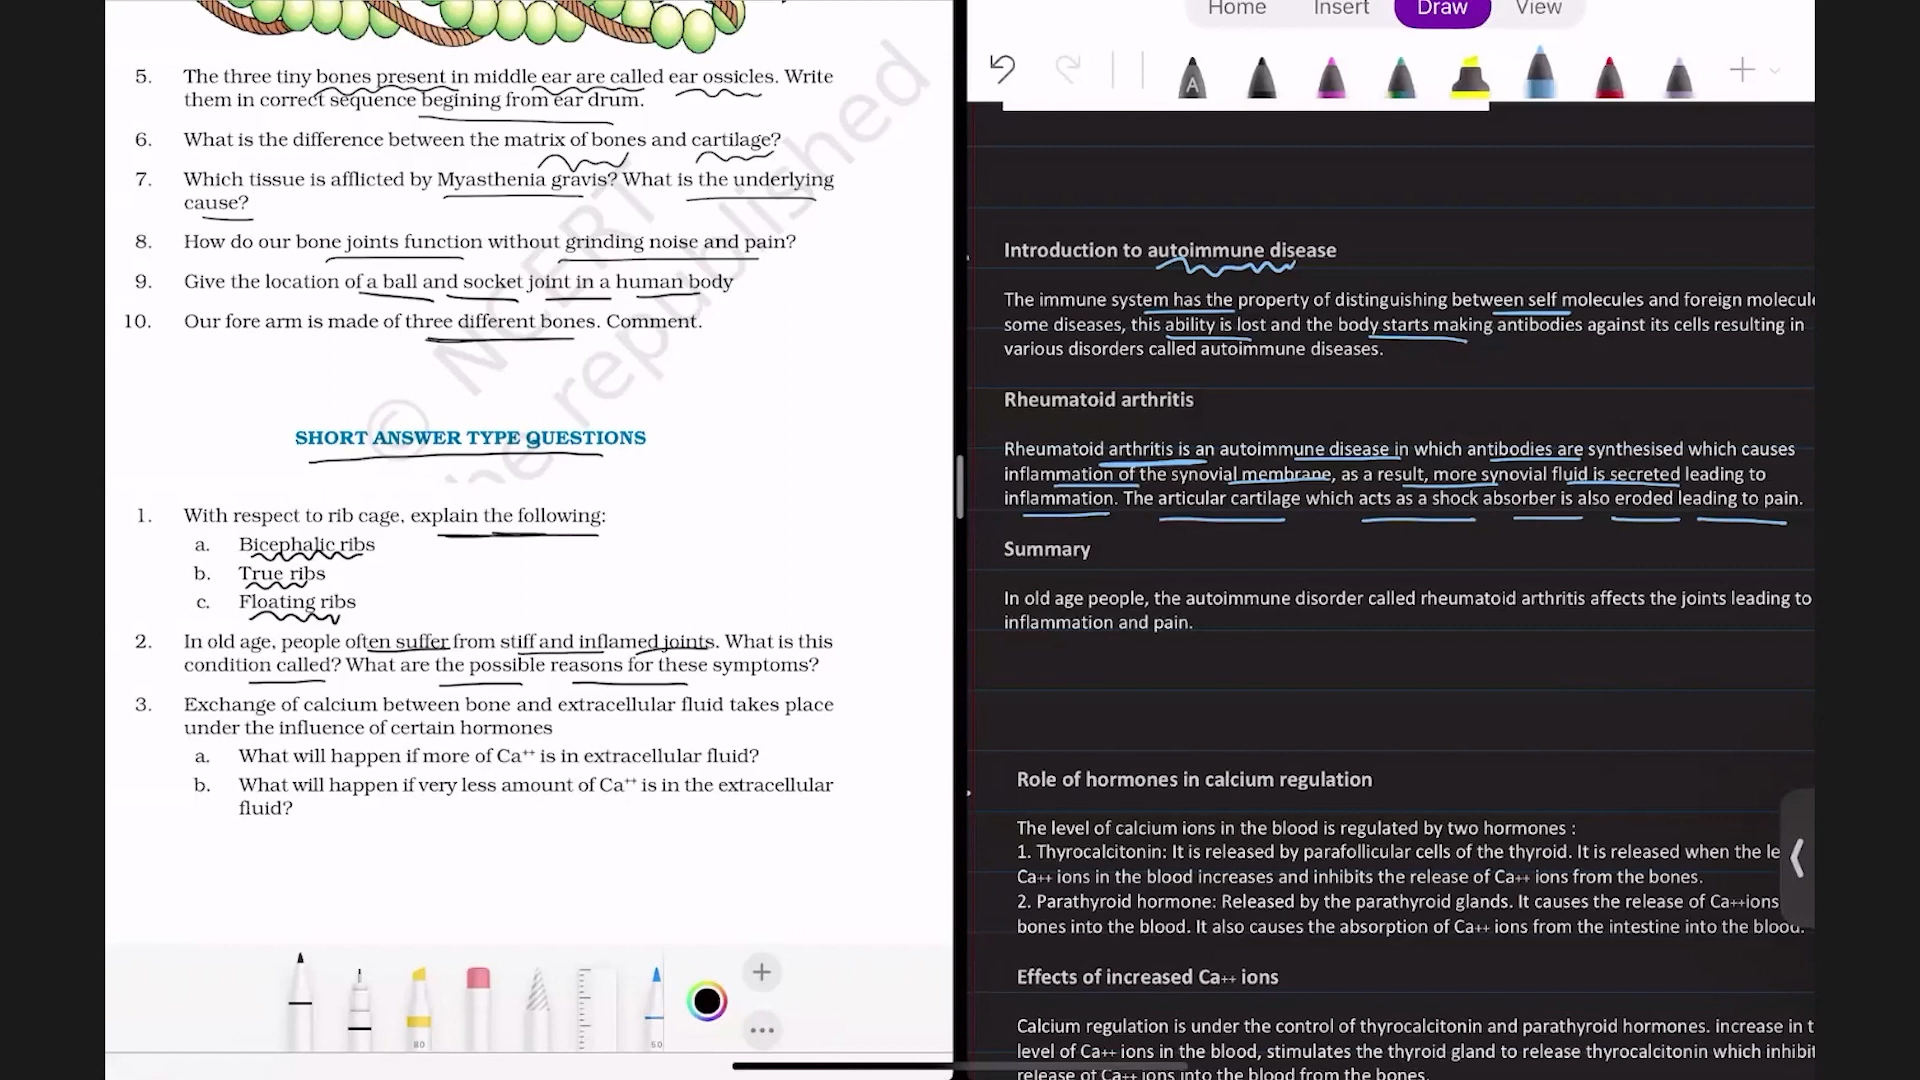 5. The three tiny bones present in middle ear are called ear ossicles. Write
them in correct sequence begining from ear drum.
6. What is the difference between the matrix of bones and cartilage?
7. Which tissue is afflicted by Myasthenia gravis? What is the underlying
cause?
8. How do our bone joints function without grinding noise and pain?
9. Give the location of a ball and socket joint in a human body
10. Our fore arm is made of three different bones. Comment.
© NCERT
he republished
SHORT ANSWER TYPE QUESTIONS
1. With respect to rib cage, explain the following:
a. Bicephalic ribs
b. True ribs
c. Floating ribs
2. In old age, people often suffer from stiff and inflamed joints. What is this
condition called? What are the possible reasons for these symptoms?
3. Exchange of calcium between bone and extracellular fluid takes place
under the influence of certain hormones
a. What will happen if more of Ca⁺⁺ is in extracellular fluid?
b. What will happen if very less amount of Ca⁺⁺ is in the extracellular
fluid?
80
50
Home Insert Draw View
A
Introduction to autoimmune disease
The immune system has the property of distinguishing between self molecules and foreign molecule
some diseases, this ability is lost and the body starts making antibodies against its cells resulting in
various disorders called autoimmune diseases.
Rheumatoid arthritis
Rheumatoid arthritis is an autoimmune disease in which antibodies are synthesised which causes
inflammation of the synovial membrane, as a result, more synovial fluid is secreted leading to
inflammation. The articular cartilage which acts as a shock absorber is also eroded leading to pain.
Summary
In old age people, the autoimmune disorder called rheumatoid arthritis affects the joints leading to
inflammation and pain.
Role of hormones in calcium regulation
The level of calcium ions in the blood is regulated by two hormones :
1. Thyrocalcitonin: It is released by parafollicular cells of the thyroid. It is released when the le
Ca++ ions in the blood increases and inhibits the release of Ca++ ions from the bones.
2. Parathyroid hormone: Released by the parathyroid glands. It causes the release of Ca++ions
bones into the blood. It also causes the absorption of Ca++ ions from the intestine into the blood.
Effects of increased Ca++ ions
Calcium regulation is under the control of thyrocalcitonin and parathyroid hormones. increase in t
level of Ca++ ions in the blood, stimulates the thyroid gland to release thyrocalcitonin which inhibit
release of Ca++ ions into the blood from the bones.